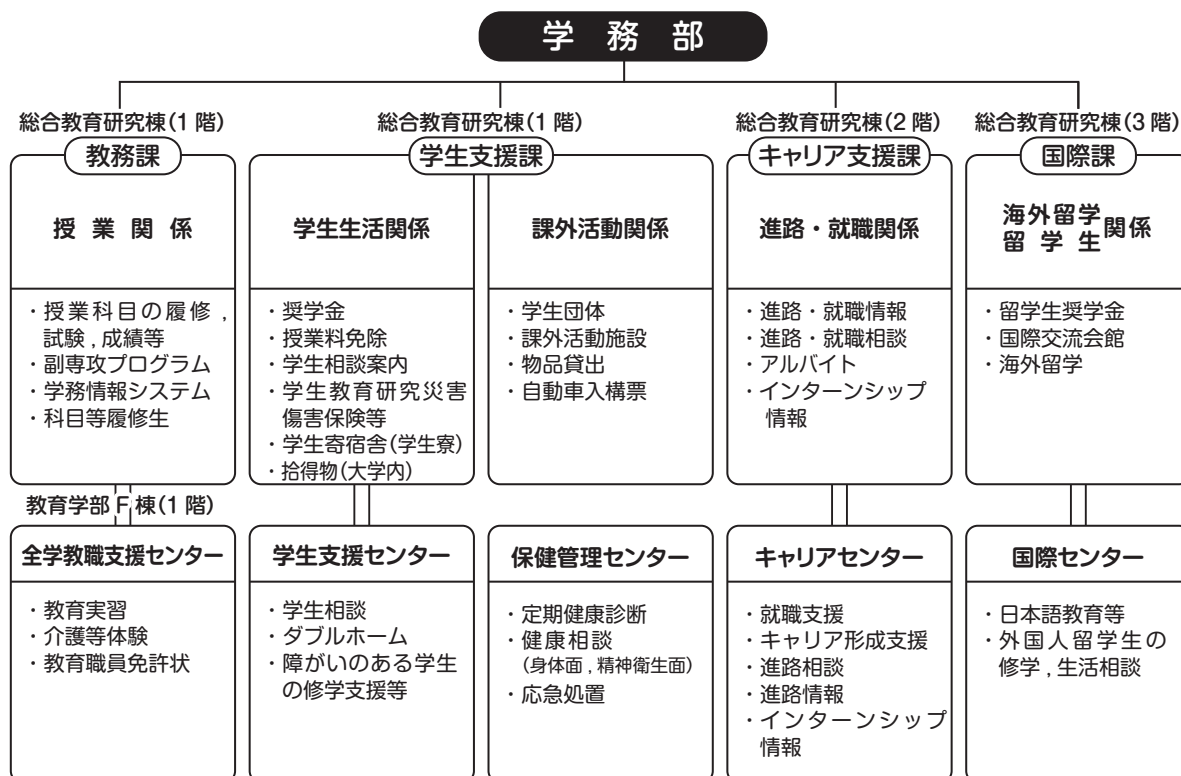 学務部
総合教育研究棟(1階)
教務課
授業関係
・授業科目の履修,
試験,成績等
・副専攻プログラム
・学務情報システム
・科目等履修生
総合教育研究棟(1階)
学生支援課
学生生活関係
・奨学金
・授業料免除
・学生相談案内
・学生教育研究災害
傷害保険等
・学生寄宿舎(学生寮)
・拾得物(大学内)
課外活動関係
・学生団体
・課外活動施設
・物品貸出
・自動車入構票
総合教育研究棟(2階)
キャリア支援課
進路・就職関係
・進路・就職情報
・進路・就職相談
・アルバイト
・インターンシップ
情報
総合教育研究棟(3階)
国際課
海外留学
留学生関係
・留学生奨学金
・国際交流会館
・海外留学
教育学部F棟(1階)
全学教職支援センター
・教育実習
・介護等体験
・教育職員免許状
学生支援センター
・学生相談
・ダブルホーム
・障がいのある学生
の修学支援等
保健管理センター
・定期健康診断
・健康相談
(身体面,精神衛生面)
・応急処置
キャリアセンター
・就職支援
・キャリア形成支援
・進路相談
・進路情報
・インターンシップ
情報
国際センター
・日本語教育等
・外国人留学生の
修学,生活相談